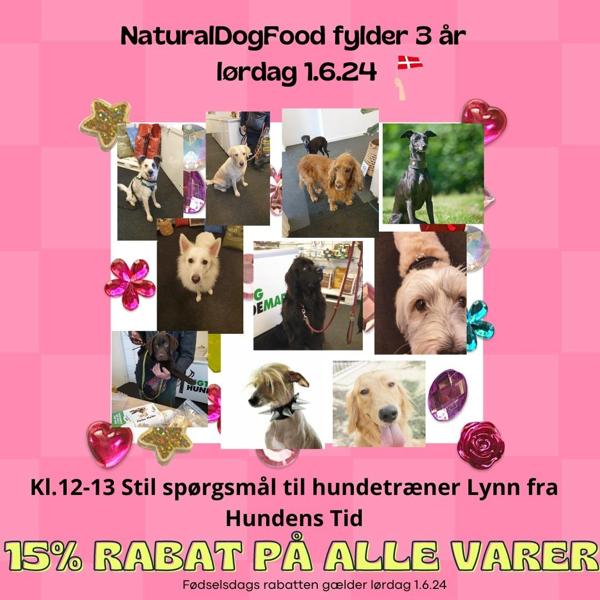 NaturalDogFood fylder 3 år
lørdag 1.6.24
Kl.12-13 Stil spørgsmål til hundetræner Lynn fra
Hundens Tid
15% RABAT PÅ ALLE VARER
Fødselsdags rabatten gælder lørdag 1.6.24